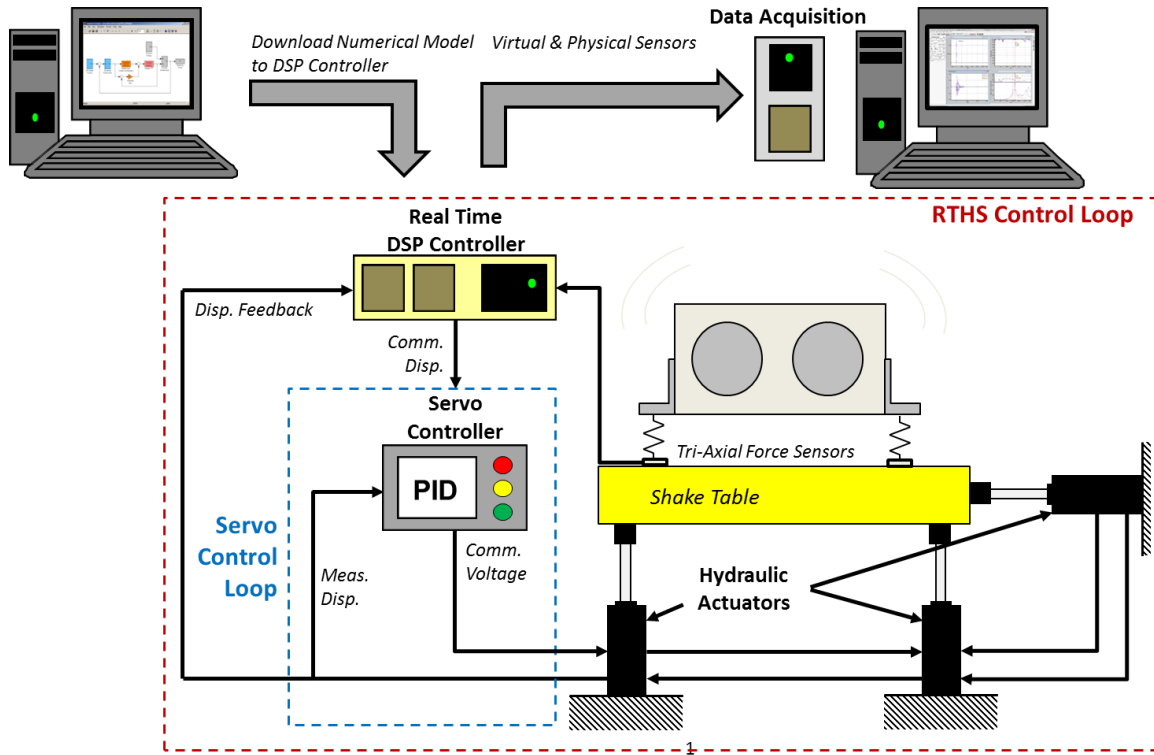 Data Acquisition
Download Numerical Model
to DSP Controller
Virtual & Physical Sensors
RTHS Control Loop
Real Time
DSP Controller
Disp. Feedback
Comm.
Disp.
Servo
Controller
Tri-Axial Force Sensors
PID
Shake Table
Servo
Control
Loop
Meas.
Disp.
Comm.
Voltage
Hydraulic
Actuators
1